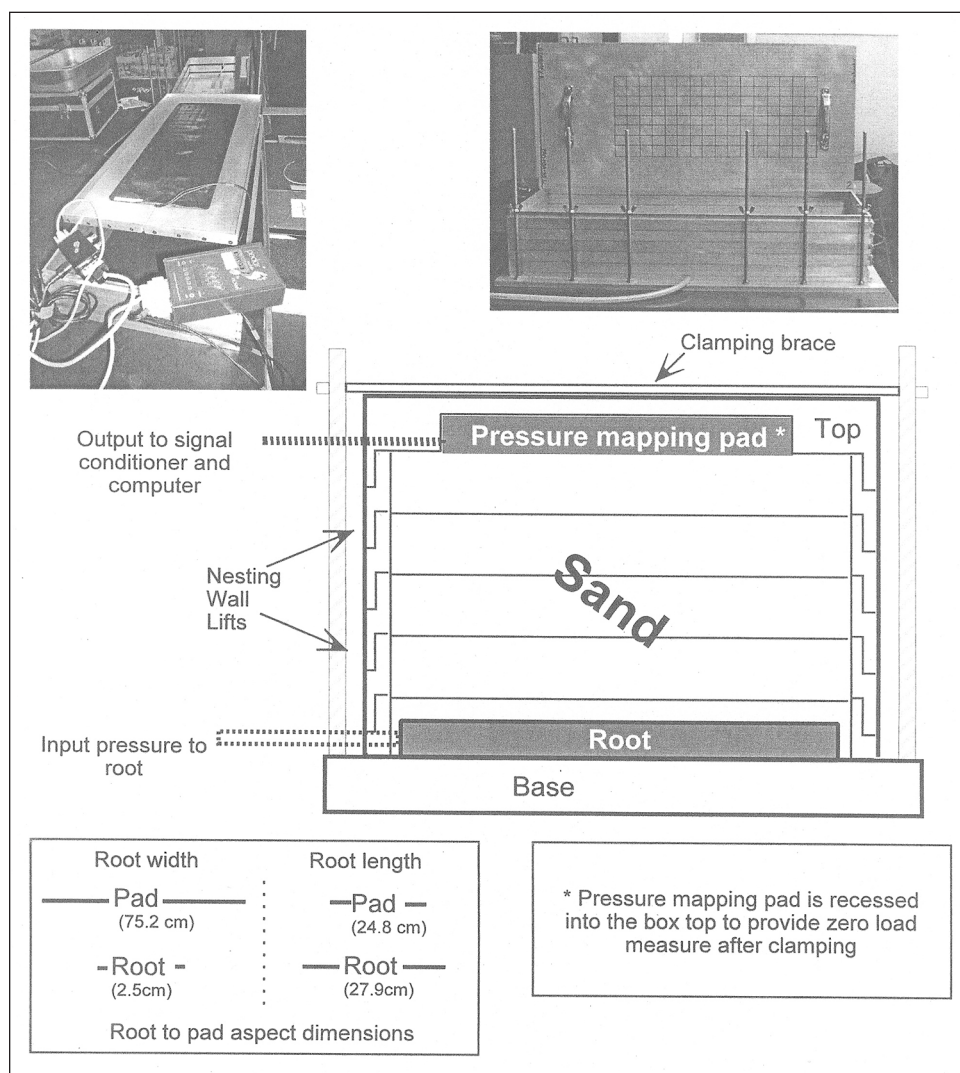 Clamping brace
Output to signal
conditioner and
computer
Pressure mapping pad *
Top
Nesting
Wall
Lifts
Sand
Input pressure to
root
Root
Base
Root width
Root length
Pad
(75.2 cm)
Pad
(24.8 cm)
Root
(2.5cm)
Root
(27.9cm)
Root to pad aspect dimensions
* Pressure mapping pad is recessed
into the box top to provide zero load
measure after clamping